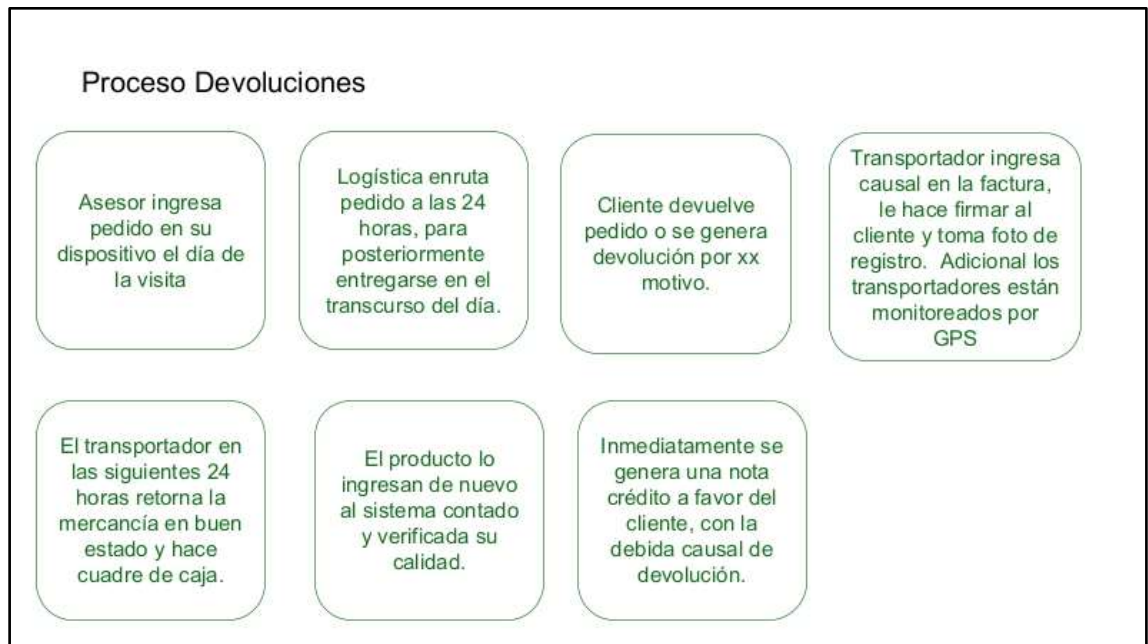 Proceso Devoluciones
Asesor ingresa
pedido en su
dispositivo el día de
la visita
Logística enruta
pedido a las 24
horas, para
posteriormente
entregarse en el
transcurso del día.
Cliente devuelve
pedido o se genera
devolución por xx
motivo.
Transportador ingresa
causal en la factura,
le hace firmar al
cliente y toma foto de
registro.  Adicional los
transportadores están
monitoreados por
GPS
El transportador en
las siguientes 24
horas retorna la
mercancía en buen
estado y hace
cuadre de caja.
El producto lo
ingresan de nuevo
al sistema contado
y verificada su
calidad.
Inmediatamente se
genera una nota
crédito a favor del
cliente, con la
debida causal de
devolución.